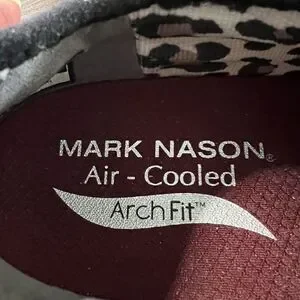 MARK NASON®
Air - Cooled
Arch Fit™